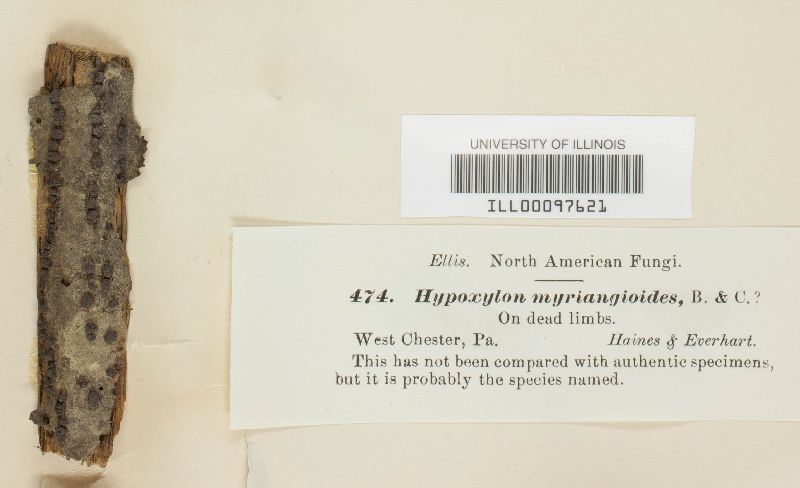 UNIVERSITY OF ILLINOIS
ILL00097621
Ellis. North American Fungi.
474. Hypoxylon myriangioides, B. & C.?
On dead limbs.
West Chester, Pa. Haines & Everhart.
This has not been compared with authentic specimens,
but it is probably the species named.